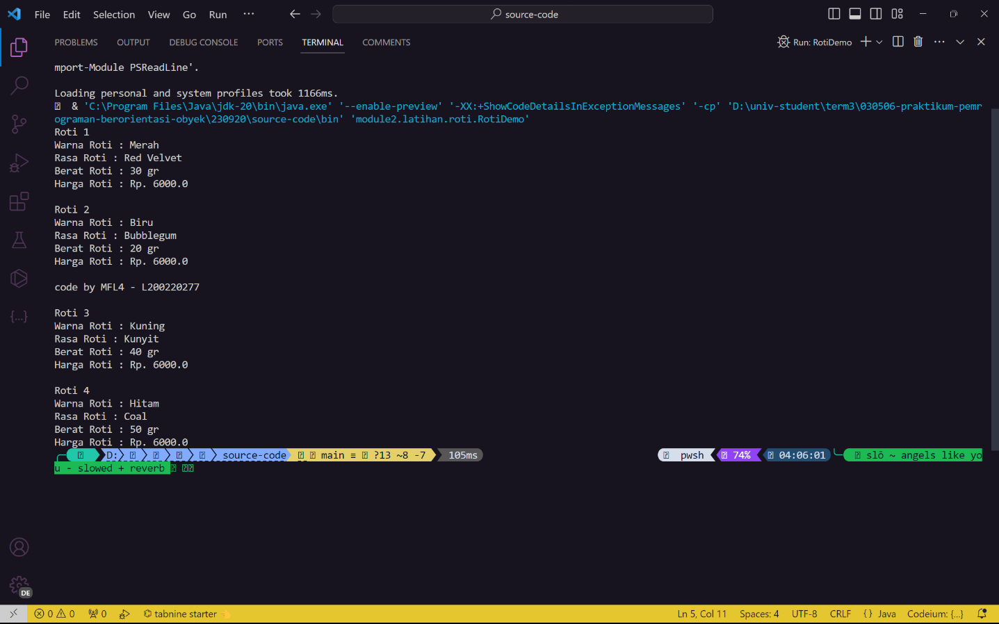 File Edit Selection View Go Run ··· source-code
PROBLEMS OUTPUT DEBUG CONSOLE PORTS TERMINAL COMMENTS Run: RotiDemo
mport-Module PSReadLine'.
Loading personal and system profiles took 1166ms.
& 'C:\Program Files\Java\jdk-20\bin\java.exe' '--enable-preview' '-XX:+ShowCodeDetailsInExceptionMessages' '-cp' 'D:\univ-student\term3\030506-praktikum-pemr
ograman-berorientasi-obyek\230920\source-code\bin' 'module2.latihan.roti.RotiDemo'
Roti 1
Warna Roti : Merah
Rasa Roti : Red Velvet
Berat Roti : 30 gr
Harga Roti : Rp. 6000.0
Roti 2
Warna Roti : Biru
Rasa Roti : Bubblegum
Berat Roti : 20 gr
Harga Roti : Rp. 6000.0
code by MFL4 - L200220277
Roti 3
Warna Roti : Kuning
Rasa Roti : Kunyit
Berat Roti : 40 gr
Harga Roti : Rp. 6000.0
Roti 4
Warna Roti : Hitam
Rasa Roti : Coal
Berat Roti : 50 gr
Harga Roti : Rp. 6000.0
D: source-code main ≡ ?13 ~8 -7 105ms pwsh 74% 04:06:01 slō ~ angels like yo
u - slowed + reverb
DE
0 0 0 tabnine starter Ln 5, Col 11 Spaces: 4 UTF-8 CRLF {} Java Codeium: {...}